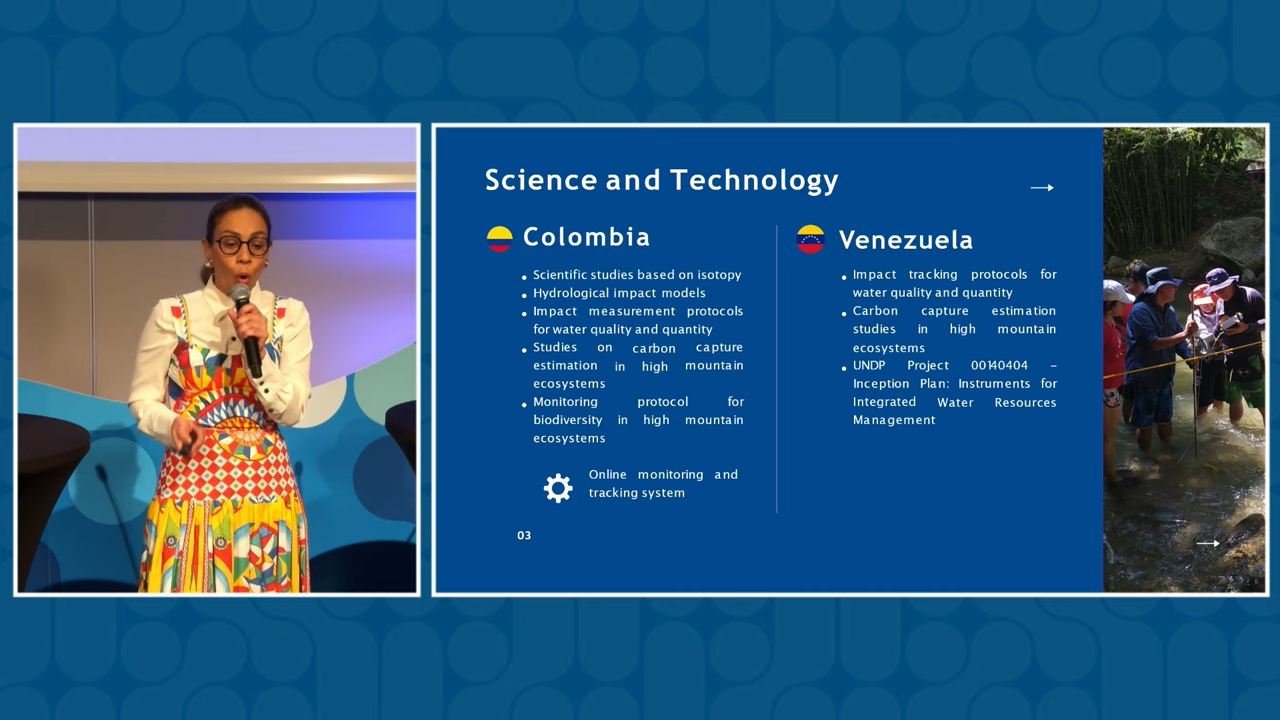 Science and Technology
Colombia
Scientific studies based on isotopy
Hydrological impact models
Impact measurement protocols
for water quality and quantity
Studies on carbon capture
estimation in high mountain
ecosystems
Monitoring protocol for
biodiversity in high mountain
ecosystems
Online monitoring and
tracking system
03
Venezuela
Impact tracking protocols for
water quality and quantity
Carbon capture estimation
studies in high mountain
ecosystems
UNDP Project 00140404 –
Inception Plan: Instruments for
Integrated Water Resources
Management